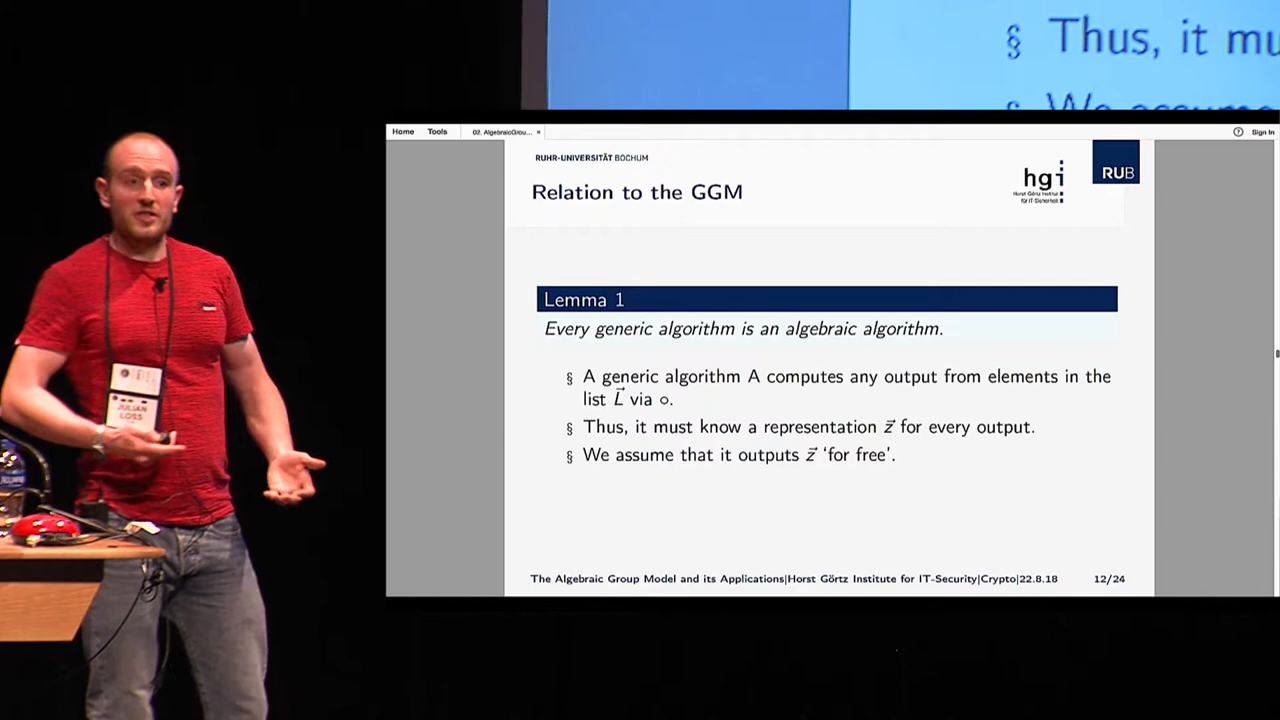 § Thus, it mu
§ We assume
Home Tools 02. AlgebraicGrou... × ? Sign In
RUHR-UNIVERSITÄT BOCHUM
hgi
Horst Görtz Institut
für IT-Sicherheit
RUB
Relation to the GGM
Lemma 1
Every generic algorithm is an algebraic algorithm.
§ A generic algorithm A computes any output from elements in the
list L⃗ via ∘.
§ Thus, it must know a representation z⃗ for every output.
§ We assume that it outputs z⃗ ‘for free’.
The Algebraic Group Model and its Applications|Horst Görtz Institute for IT-Security|Crypto|22.8.18 12/24
JULIAN
LOSS